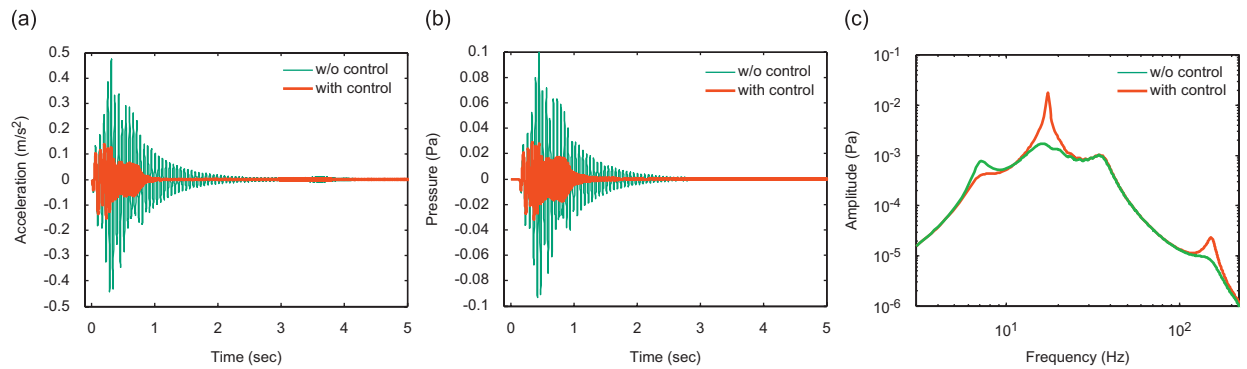 (a)
Acceleration (m/s²)
0.5
0.4
0.3
0.2
0.1
0
-0.1
-0.2
-0.3
-0.4
-0.5
w/o control
with control
0 1 2 3 4 5
Time (sec)
(b)
Pressure (Pa)
0.1
0.08
0.06
0.04
0.02
0
-0.02
-0.04
-0.06
-0.08
-0.1
w/o control
with control
0 1 2 3 4 5
Time (sec)
(c)
Amplitude (Pa)
10⁻¹
10⁻²
10⁻³
10⁻⁴
10⁻⁵
10⁻⁶
w/o control
with control
10¹ 10²
Frequency (Hz)